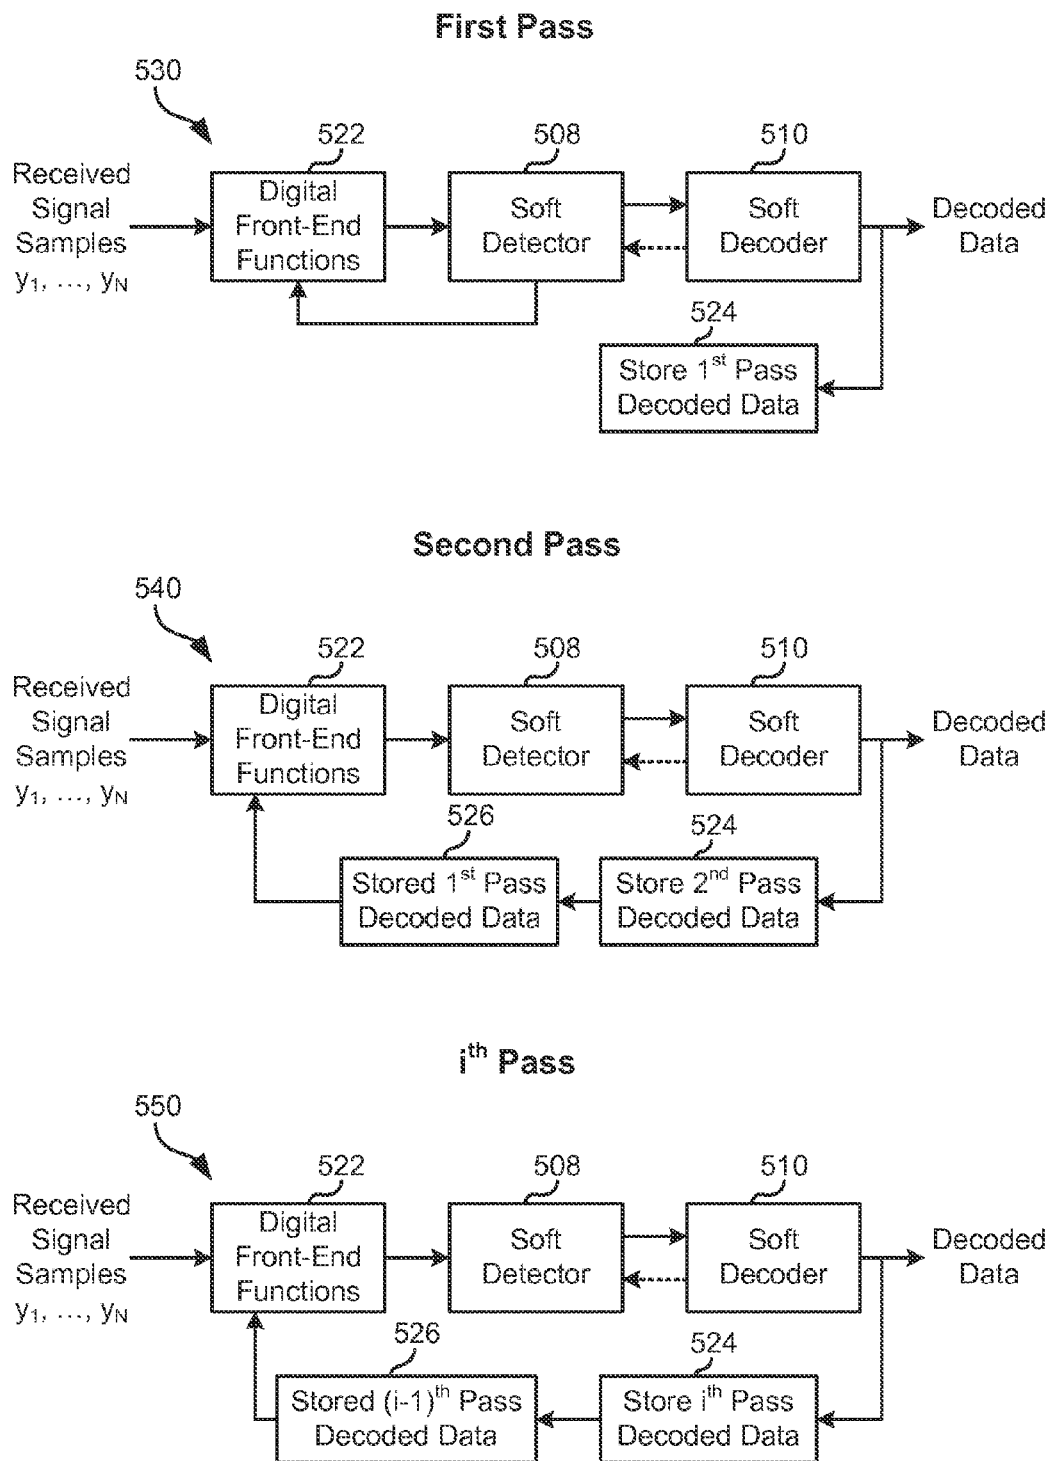 First Pass
530
522
508
510
Received
Signal
Samples
y₁, ..., yN
Digital
Front-End
Functions
Soft
Detector
Soft
Decoder
Decoded
Data
524
Store 1st Pass
Decoded Data
Second Pass
540
522
508
510
Received
Signal
Samples
y₁, ..., yN
Digital
Front-End
Functions
Soft
Detector
Soft
Decoder
Decoded
Data
526
524
Stored 1st Pass
Decoded Data
Store 2nd Pass
Decoded Data
ith Pass
550
522
508
510
Received
Signal
Samples
y₁, ..., yN
Digital
Front-End
Functions
Soft
Detector
Soft
Decoder
Decoded
Data
526
524
Stored (i-1)th Pass
Decoded Data
Store ith Pass
Decoded Data